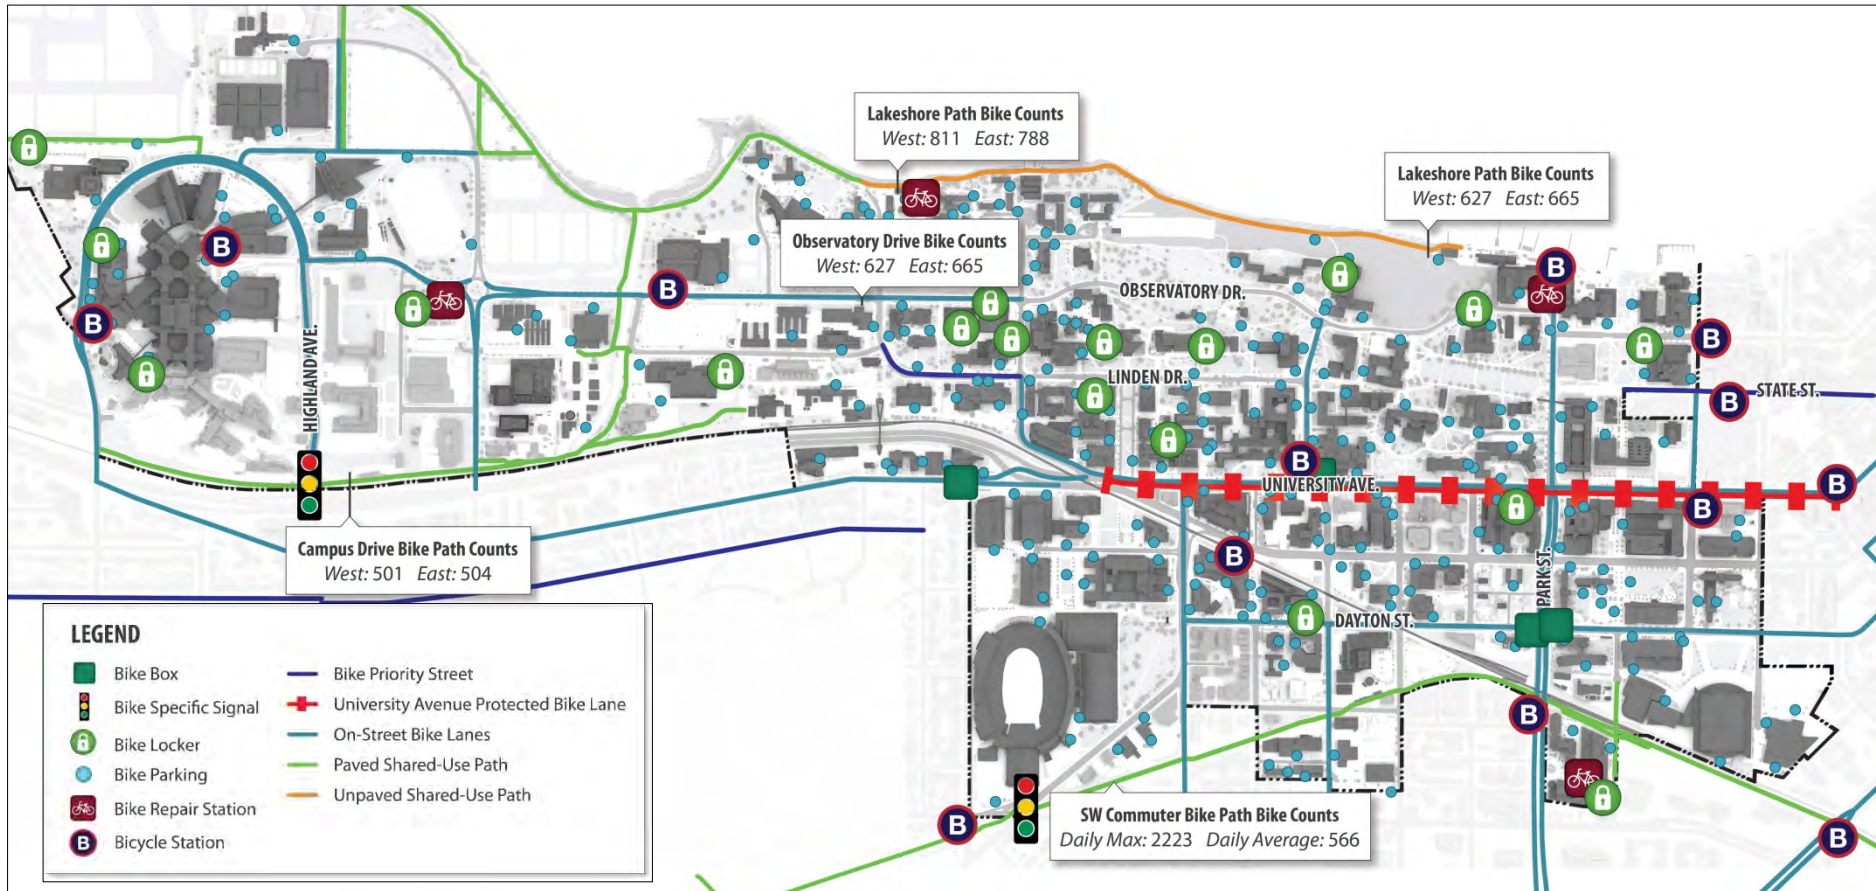 Lakeshore Path Bike Counts
West: 811 East: 788
Lakeshore Path Bike Counts
West: 627 East: 665
Observatory Drive Bike Counts
West: 627 East: 665
B
B
B
B
B
OBSERVATORY DR.
HIGHLAND AVE.
LINDEN DR.
STATE ST.
B
B
UNIVERSITY AVE.
B
B
Campus Drive Bike Path Counts
West: 501 East: 504
B
PARK ST.
DAYTON ST.
B
B
B
SW Commuter Bike Path Bike Counts
Daily Max: 2223 Daily Average: 566
LEGEND
Bike Box
Bike Specific Signal
Bike Locker
Bike Parking
Bike Repair Station
B Bicycle Station
Bike Priority Street
University Avenue Protected Bike Lane
On-Street Bike Lanes
Paved Shared-Use Path
Unpaved Shared-Use Path